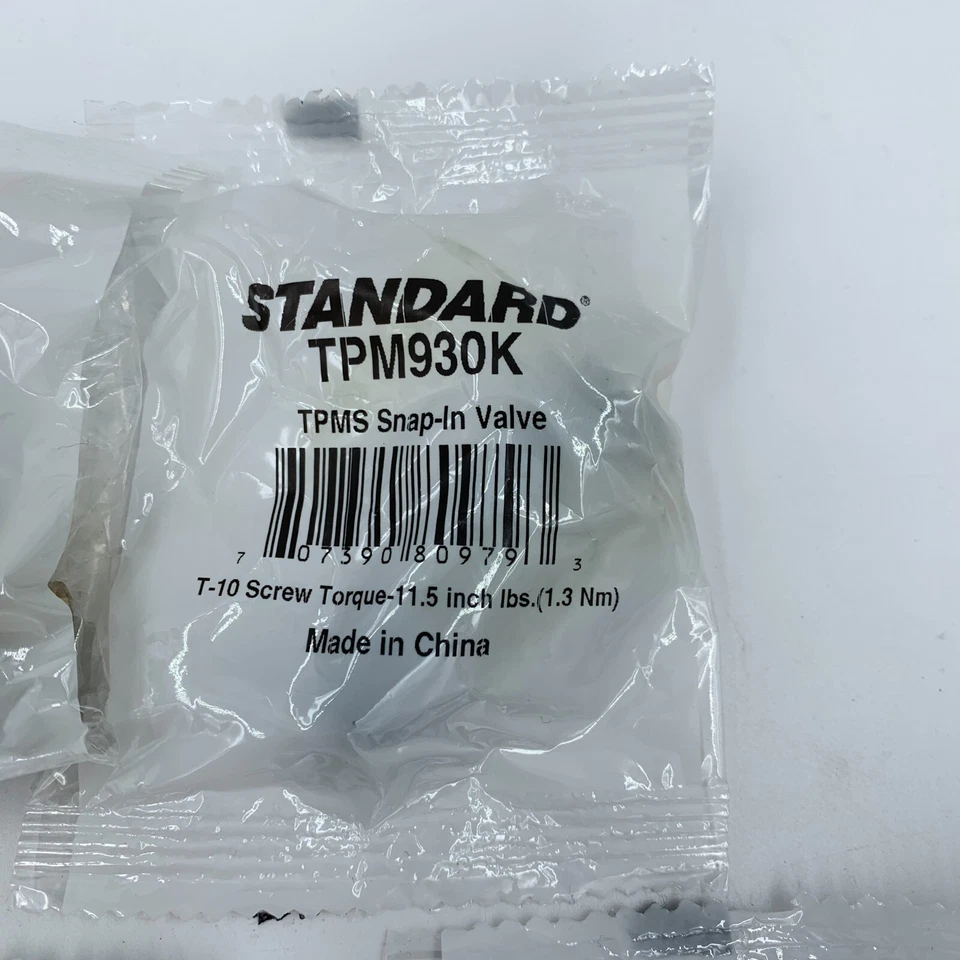 STANDARD®
TPM930K
TPMS Snap-In Valve
7 07390 80979 3
T-10 Screw Torque-11.5 inch lbs.(1.3 Nm)
Made in China